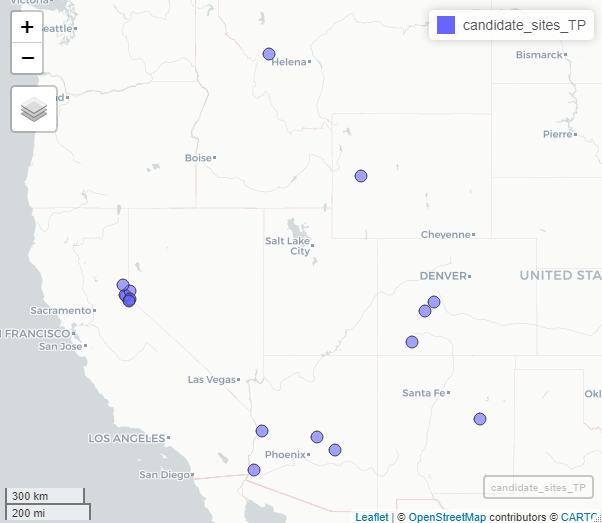 Victoria
+
Seattle
candidate_sites_TP
−
Helena
Bismarck
Pierre
Boise
Cheyenne
Salt Lake
City
DENVER
UNITED STA
Sacramento
N FRANCISCO
San Jose
Las Vegas
Santa Fe
LOS ANGELES
Phoenix
San Diego
300 km
200 mi
candidate_sites_TP
Leaflet | © OpenStreetMap contributors © CARTO